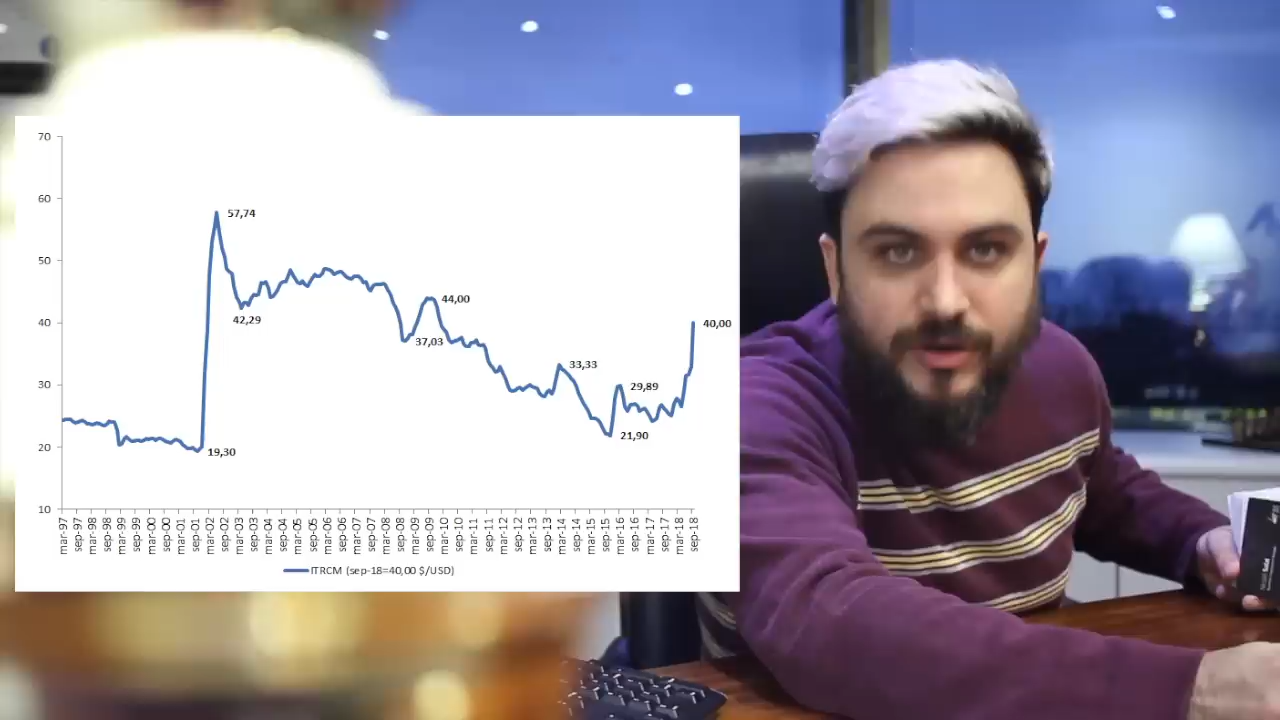 70
60
57,74
50
44,00
42,29
40
40,00
37,03
33,33
30
29,89
21,90
20
19,30
10
mar-97
sep-97
mar-98
sep-98
mar-99
sep-99
mar-00
sep-00
mar-01
sep-01
mar-02
sep-02
mar-03
sep-03
mar-04
sep-04
mar-05
sep-05
mar-06
sep-06
mar-07
sep-07
mar-08
sep-08
mar-09
sep-09
mar-10
sep-10
mar-11
sep-11
mar-12
sep-12
mar-13
sep-13
mar-14
sep-14
mar-15
sep-15
mar-16
sep-16
mar-17
sep-17
mar-18
sep-18
ITRCM (sep-18=40,00 $/USD)